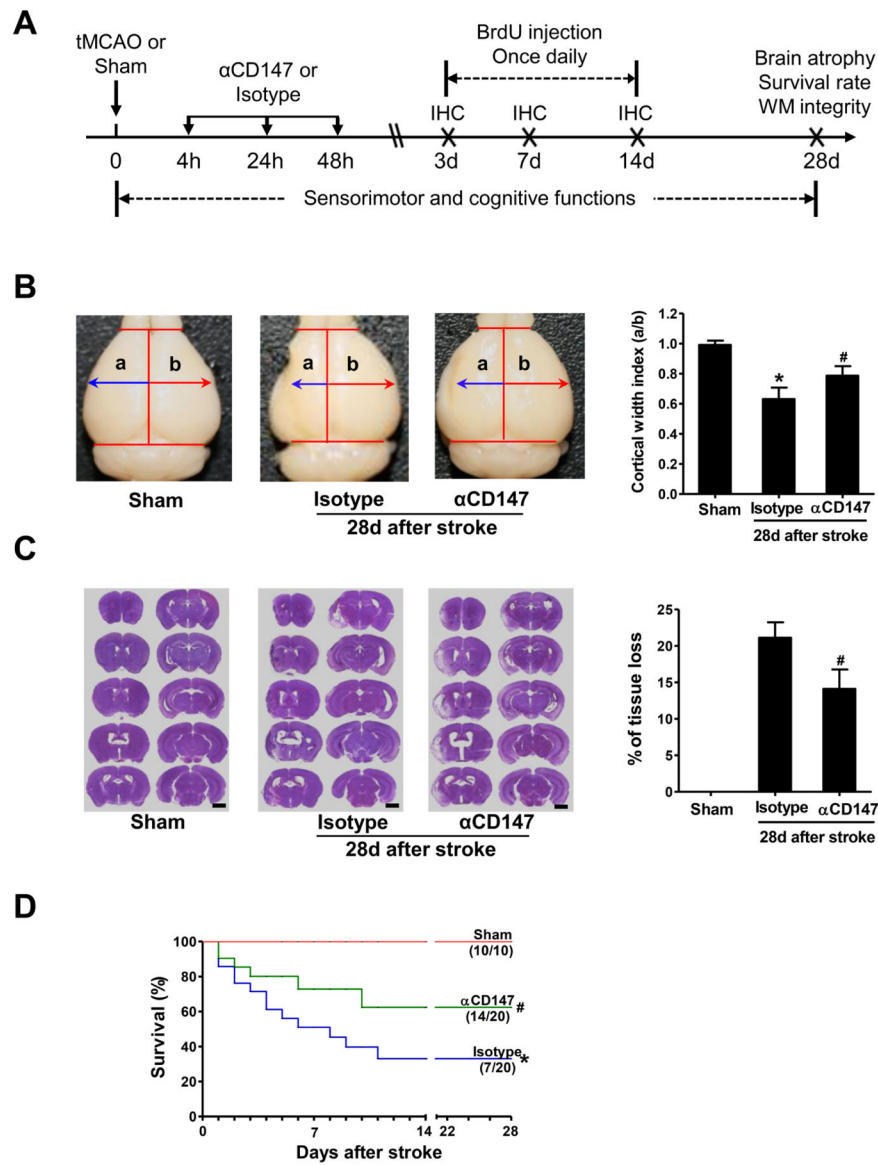 A
tMCAO or
Sham
αCD147 or
Isotype
BrdU injection
Once daily
Brain atrophy
Survival rate
WM integrity
IHC IHC IHC
0 4h 24h 48h 3d 7d 14d 28d
Sensorimotor and cognitive functions
B
a b
a b
a b
Sham
Isotype αCD147
28d after stroke
Cortical width index (a/b)
1.2
1.0
0.8
0.6
0.4
0.2
0.0
*
#
Sham Isotype αCD147
28d after stroke
C
Sham
Isotype αCD147
28d after stroke
% of tissue loss
25
20
15
10
5
0
#
Sham Isotype αCD147
28d after stroke
D
Survival (%)
100
80
60
40
20
0
Sham
(10/10)
αCD147 #
(14/20)
Isotype *
(7/20)
0 7 14 22 28
Days after stroke